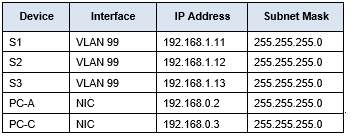 Device Interface IP Address Subnet Mask
S1 VLAN 99 192.168.1.11 255.255.255.0
S2 VLAN 99 192.168.1.12 255.255.255.0
S3 VLAN 99 192.168.1.13 255.255.255.0
PC-A NIC 192.168.0.2 255.255.255.0
PC-C NIC 192.168.0.3 255.255.255.0